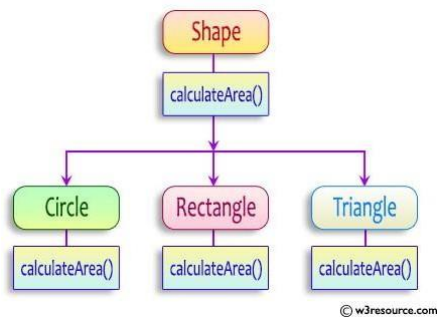 Shape
calculateArea()
Circle
Rectangle
Triangle
calculateArea()
calculateArea()
calculateArea()
© w3resource.com